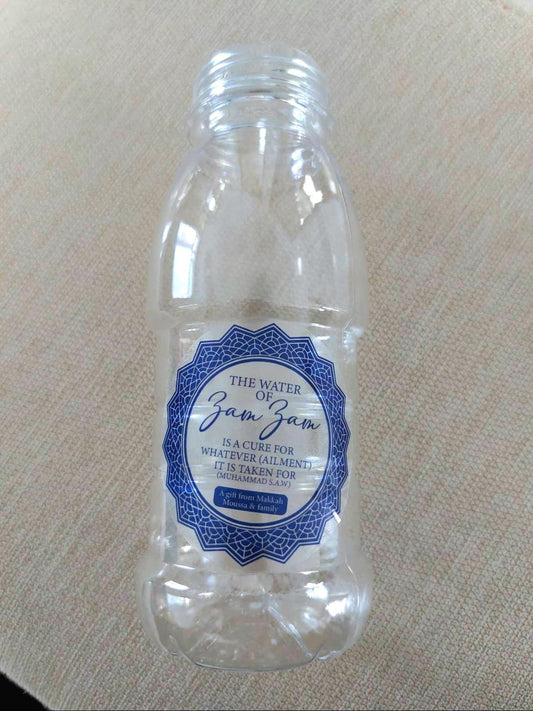 THE WATER
OF
Zam Zam
IS A CURE FOR
WHATEVER (AILMENT)
IT IS TAKEN FOR
(MUHAMMAD S.A.W)
A gift from Makkah
Moussa & family